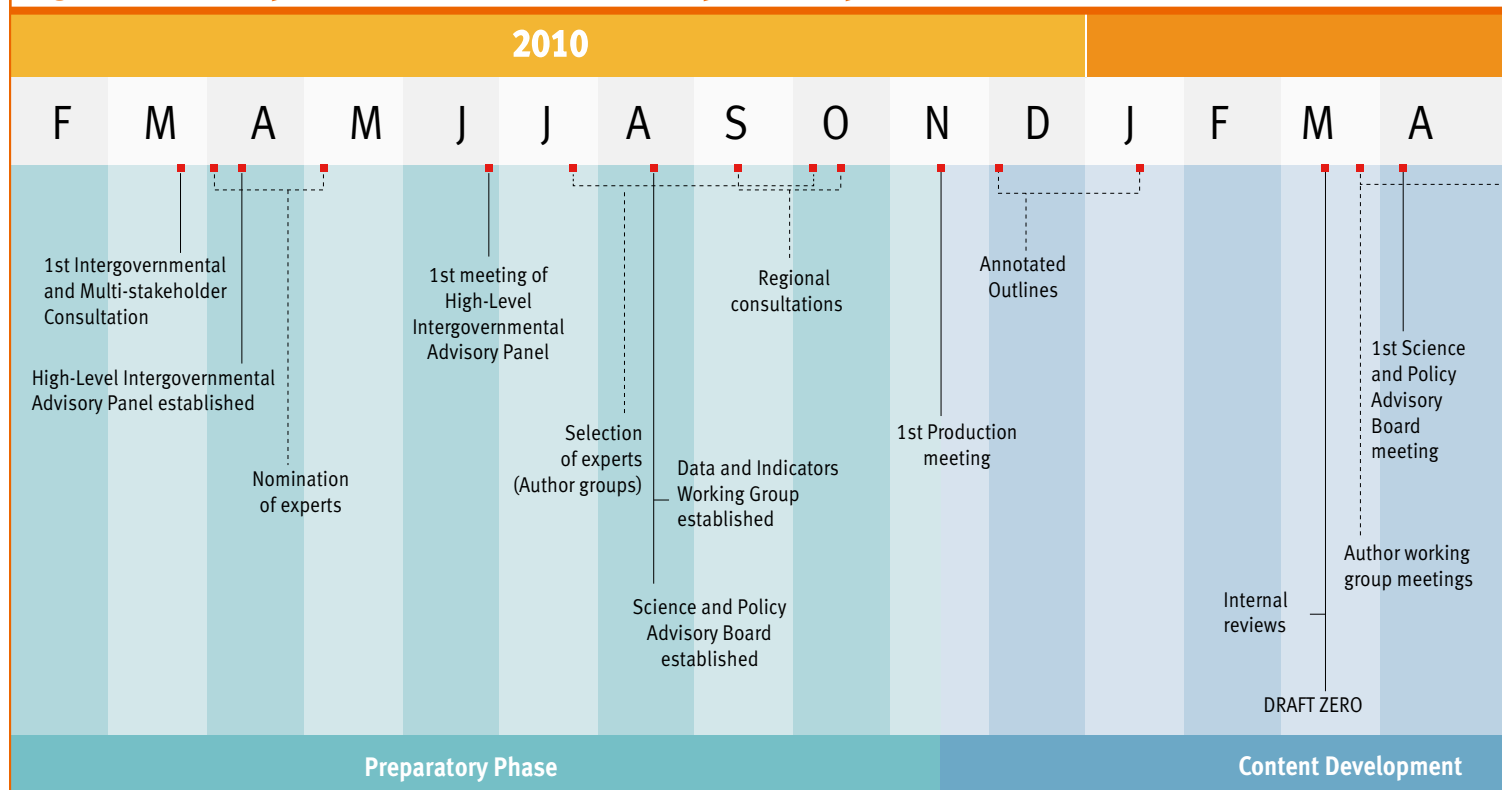 2010
F M A M J J A S O N D J F M A
1st Intergovernmental
and Multi-stakeholder
Consultation
High-Level Intergovernmental
Advisory Panel established
Nomination
of experts
1st meeting of
High-Level
Intergovernmental
Advisory Panel
Selection
of experts
(Author groups)
Data and Indicators
Working Group
established
Science and Policy
Advisory Board
established
Regional
consultations
1st Production
meeting
Annotated
Outlines
Internal
reviews
DRAFT ZERO
Author working
group meetings
1st Science
and Policy
Advisory
Board
meeting
Preparatory Phase
Content Development